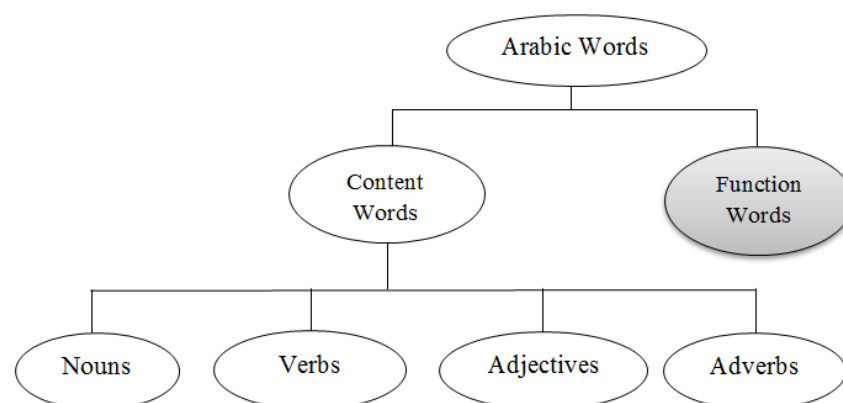 Arabic Words
Content
Words
Function
Words
Nouns
Verbs
Adjectives
Adverbs